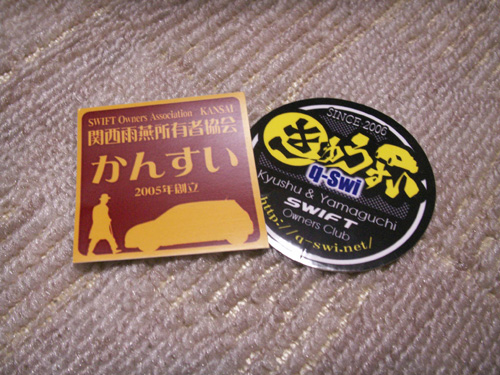 SWIFT Owners Association KANSAI
関西雨燕所有者協会
かんすい
2005年創立
SINCE 2006
きゅうすい
q-Swi
Kyushu & Yamaguchi
SWIFT
Owners Club
http://q-swi.net/